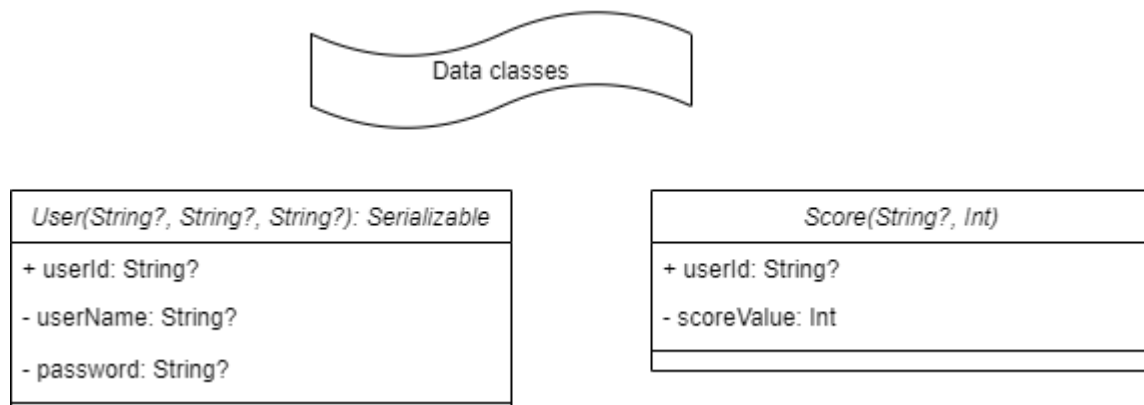 Data classes
User(String?, String?, String?): Serializable
+ userId: String?
- userName: String?
- password: String?
Score(String?, Int)
+ userId: String?
- scoreValue: Int